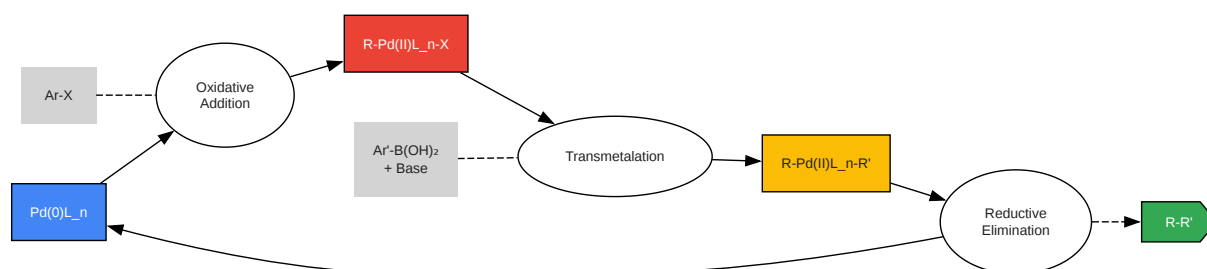 Ar-X
Oxidative
Addition
R-Pd(II)L_n-X
Pd(0)L_n
Ar'-B(OH)₂
+ Base
Transmetalation
R-Pd(II)L_n-R'
Reductive
Elimination
R-R'